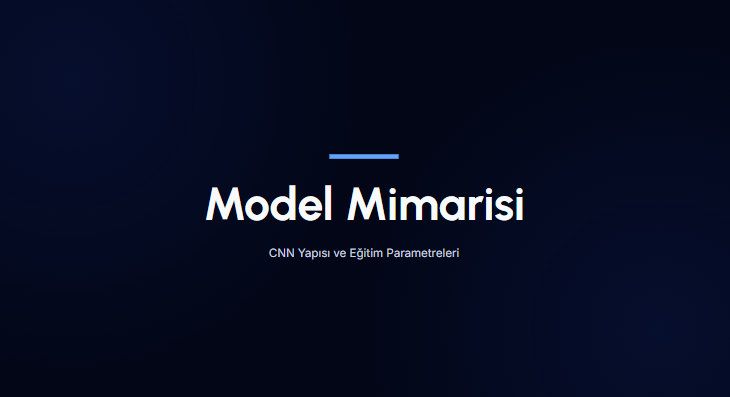 Model Mimarisi
CNN Yapısı ve Eğitim Parametreleri